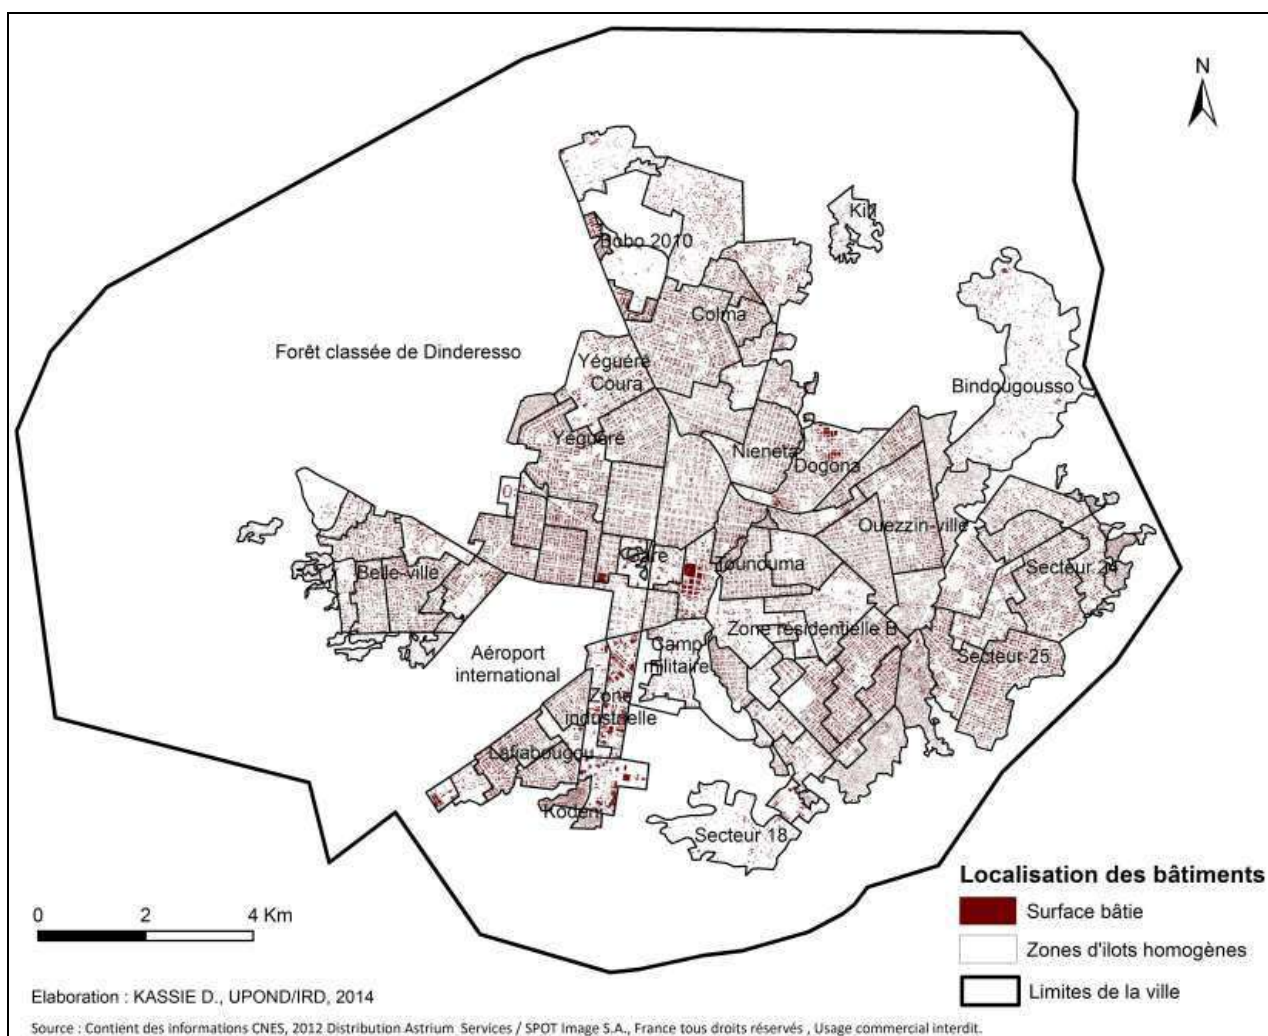 N
Kiri
Bobo 2010
Colma
Forêt classée de Dinderesso
Yéguéré
Coura
Bindougousso
Yéguéré
Niéneta
Dogona
Ouezzin-ville
Gare
Tounouma
Belle-ville
Secteur 24
Zone résidentielle B
Aéroport
international
Camp
militaire
Secteur 25
Zone
industrielle
Lafiabougou
Kodéni
Secteur 18
Localisation des bâtiments
Surface bâtie
Zones d'ilots homogènes
Limites de la ville
0 2 4 Km
Elaboration : KASSIE D., UPOND/IRD, 2014
Source : Contient des informations CNES, 2012 Distribution Astrium Services / SPOT Image S.A., France tous droits réservés , Usage commercial interdit.